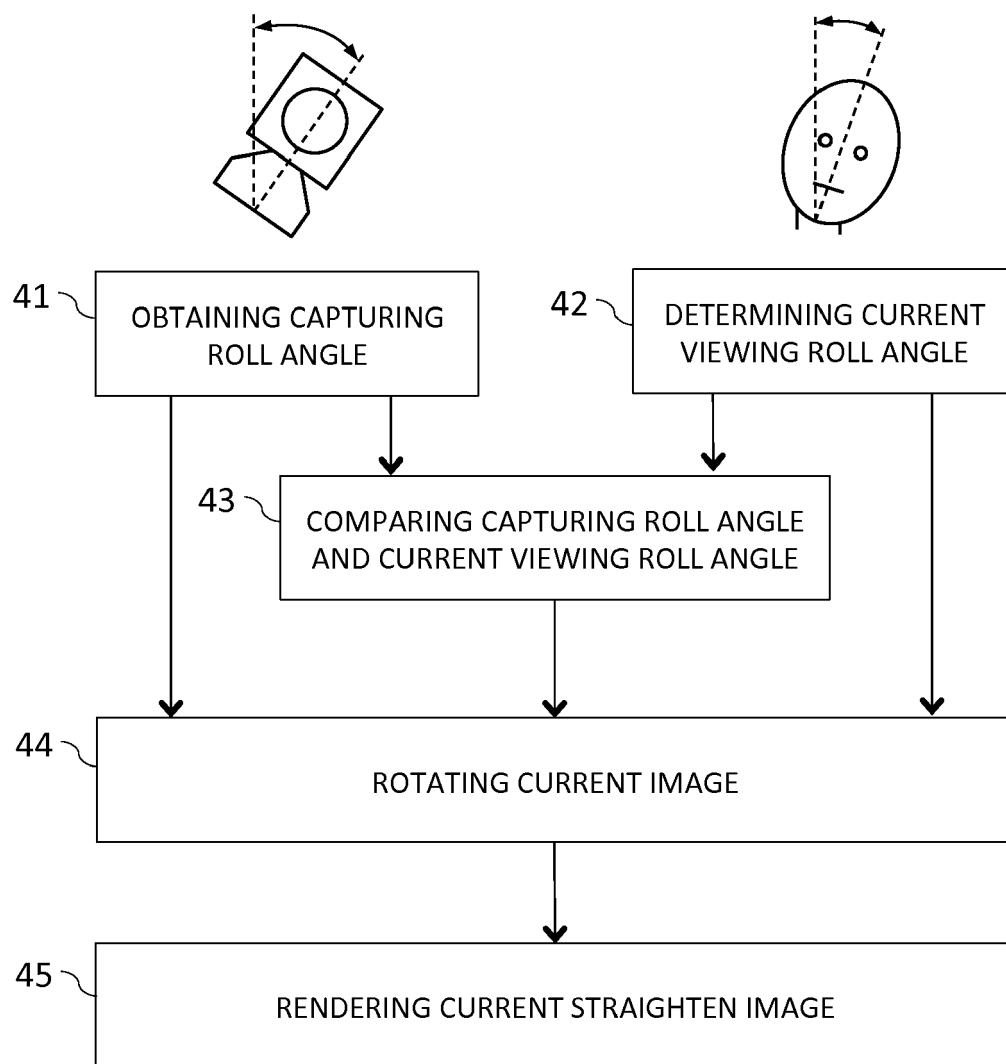 41
OBTAINING CAPTURING
ROLL ANGLE
42
DETERMINING CURRENT
VIEWING ROLL ANGLE
43
COMPARING CAPTURING ROLL ANGLE
AND CURRENT VIEWING ROLL ANGLE
44
ROTATING CURRENT IMAGE
45
RENDERING CURRENT STRAIGHTEN IMAGE